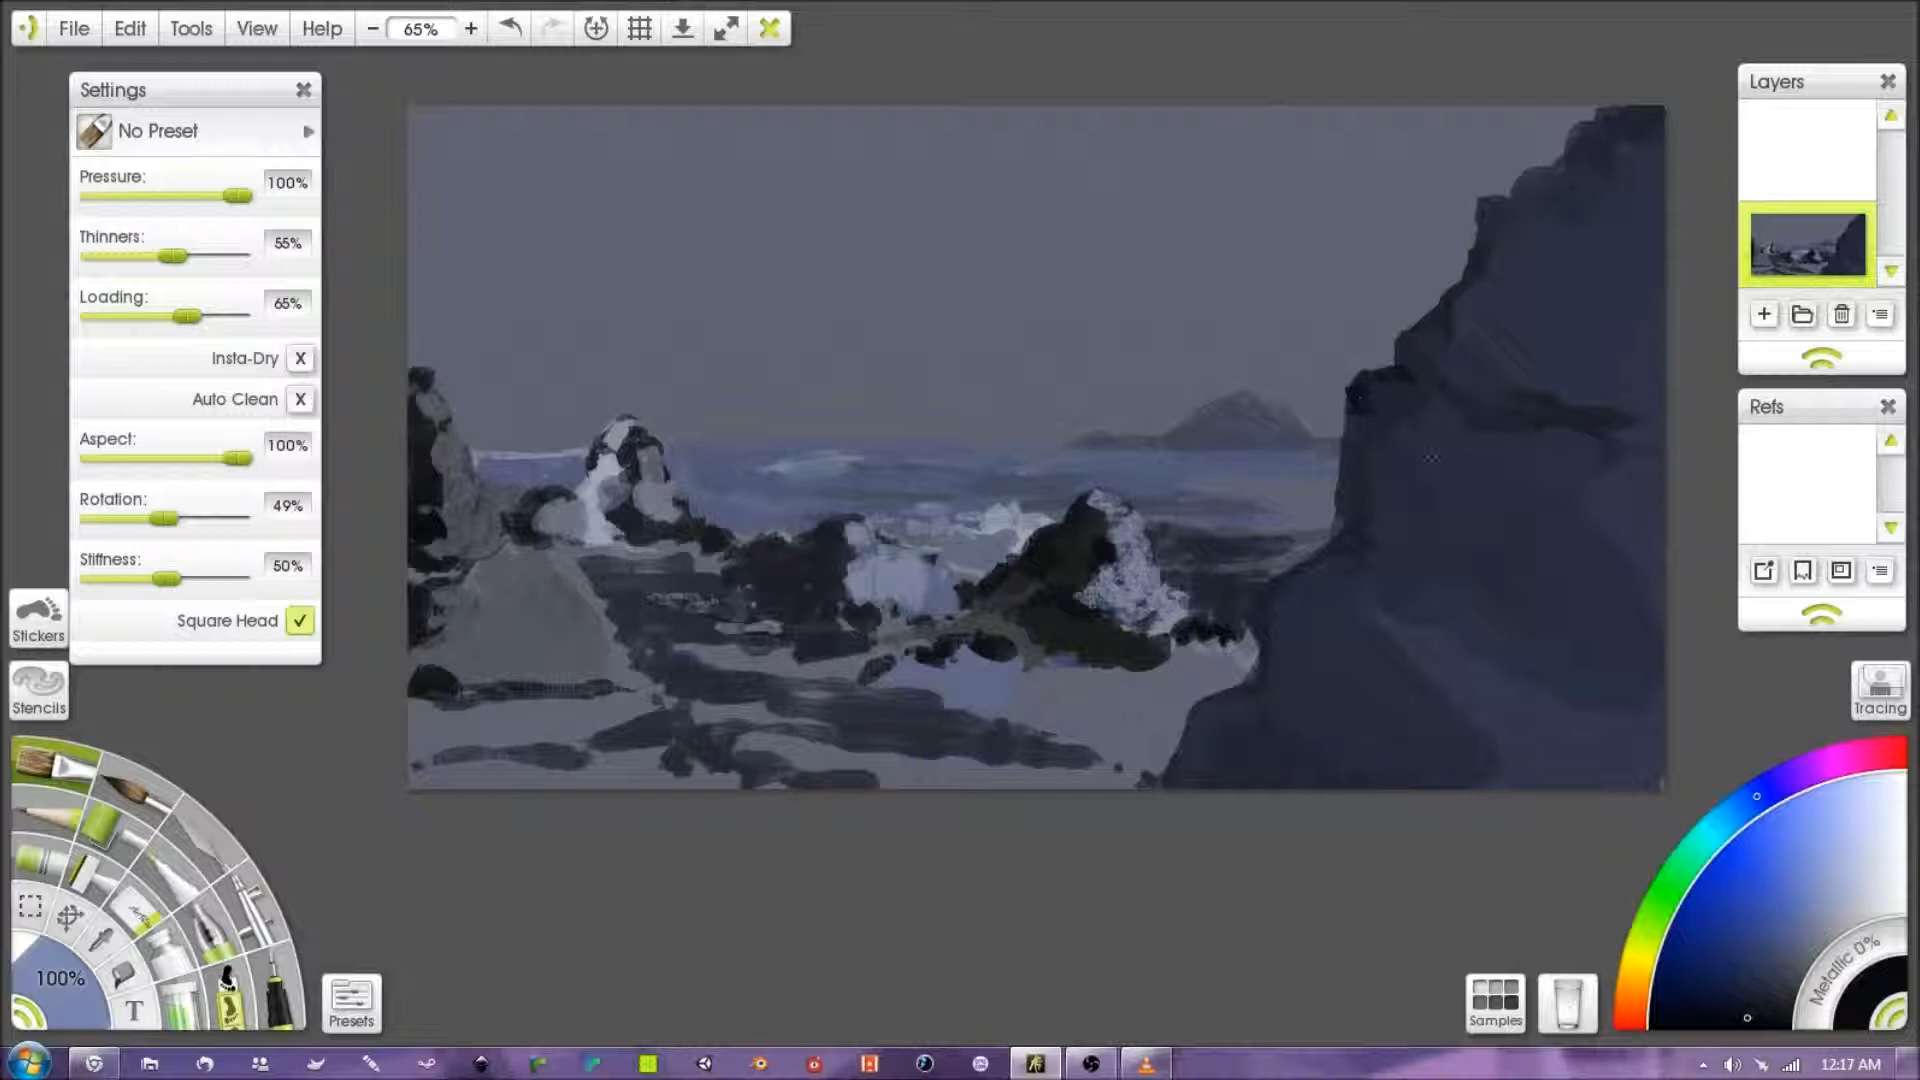 File Edit Tools View Help − 65% +
Settings
No Preset
Pressure: 100%
Thinners: 55%
Loading: 65%
Insta-Dry X
Auto Clean X
Aspect: 100%
Rotation: 49%
Stiffness: 50%
Square Head
Stickers
Stencils
100%
T
Presets
Layers
Refs
Tracing
Metallic 0%
Samples
12:17 AM